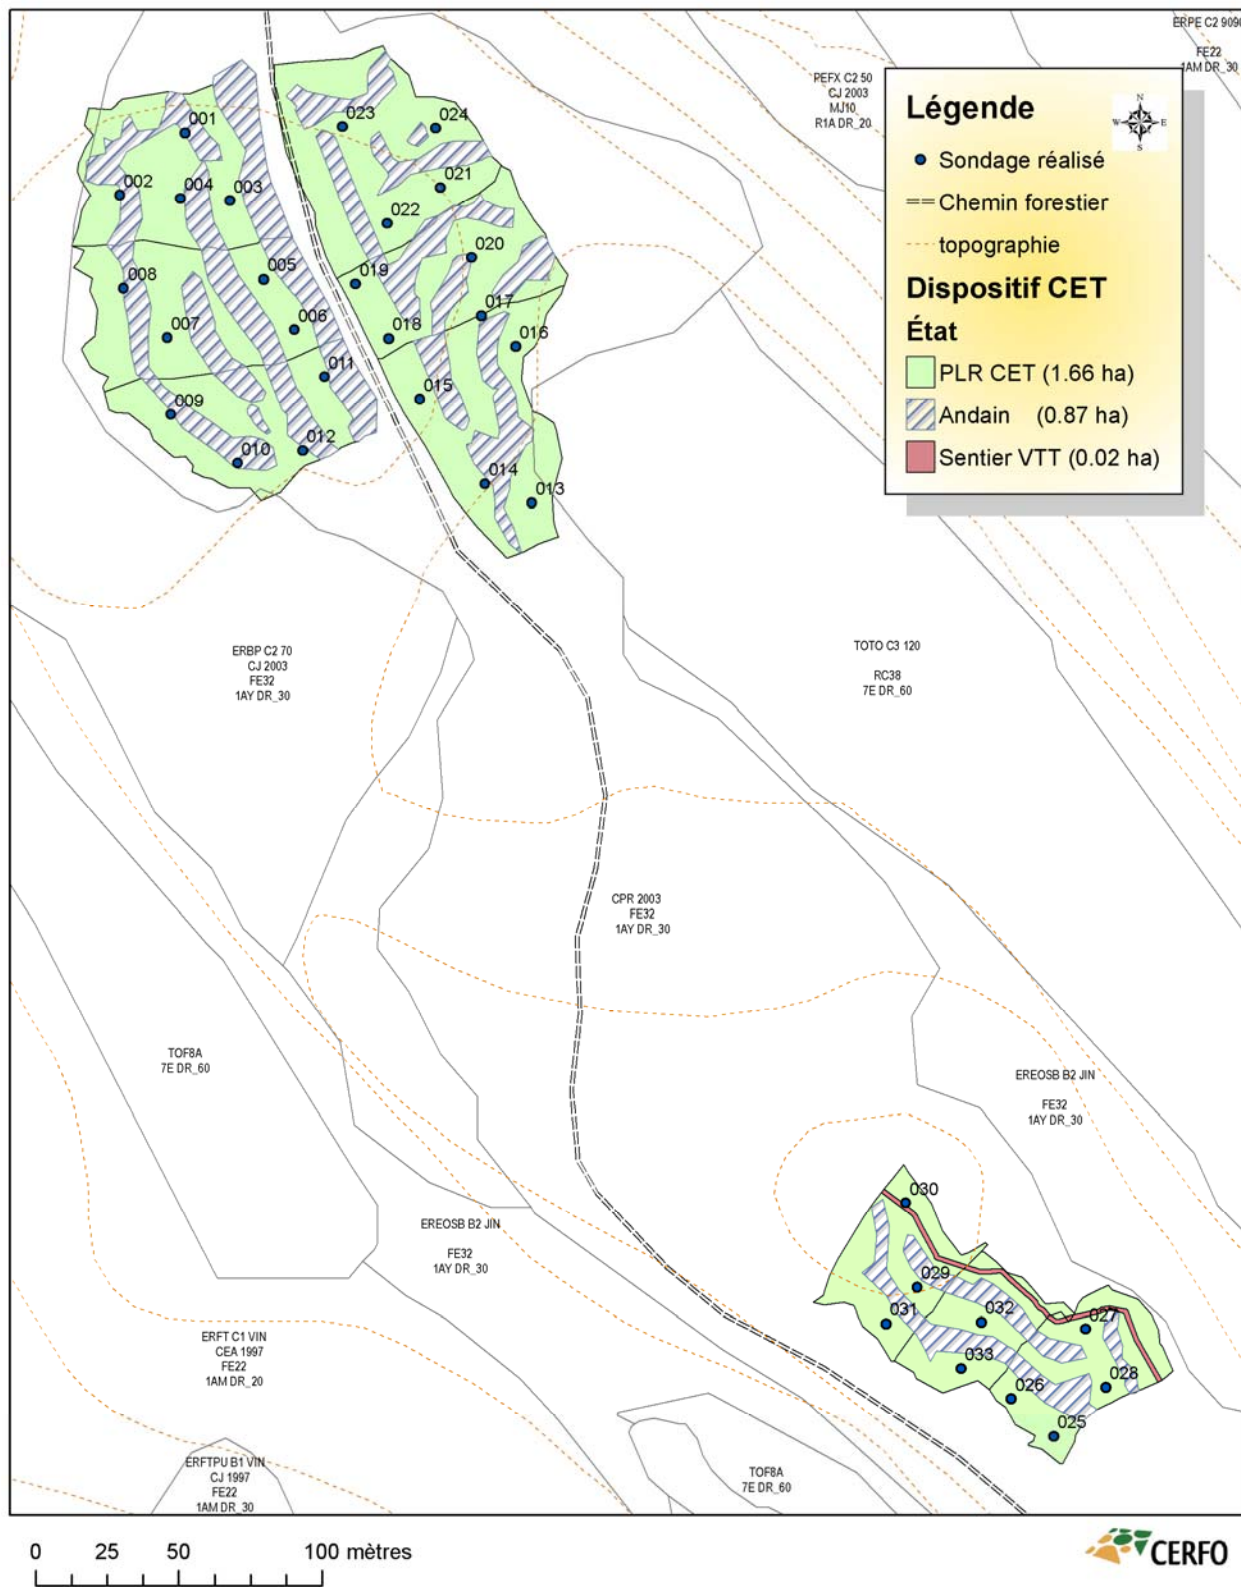 ERPE C2 9090
FE22
1AM DR_30
PEFX C2 50
CJ 2003
MJ10
R1A DR_20
Légende
N
W
E
S
Sondage réalisé
Chemin forestier
topographie
Dispositif CET
État
PLR CET (1.66 ha)
Andain (0.87 ha)
Sentier VTT (0.02 ha)
001
023
024
002
004
003
021
022
020
008
005
019
017
007
006
018
016
011
015
009
010
012
014
013
ERBP C2 70
CJ 2003
FE32
1AY DR_30
TOTO C3 120
RC38
7E DR_60
CPR 2003
FE32
1AY DR_30
TOF8A
7E DR_60
EREOSB B2 JIN
FE32
1AY DR_30
030
EREOSB B2 JIN
FE32
1AY DR_30
029
031
032
027
033
028
026
025
ERFT C1 VIN
CEA 1997
FE22
1AM DR_20
ERFTPU B1 VIN
CJ 1997
FE22
1AM DR_30
TOF8A
7E DR_60
0 25 50 100 mètres
CERFO